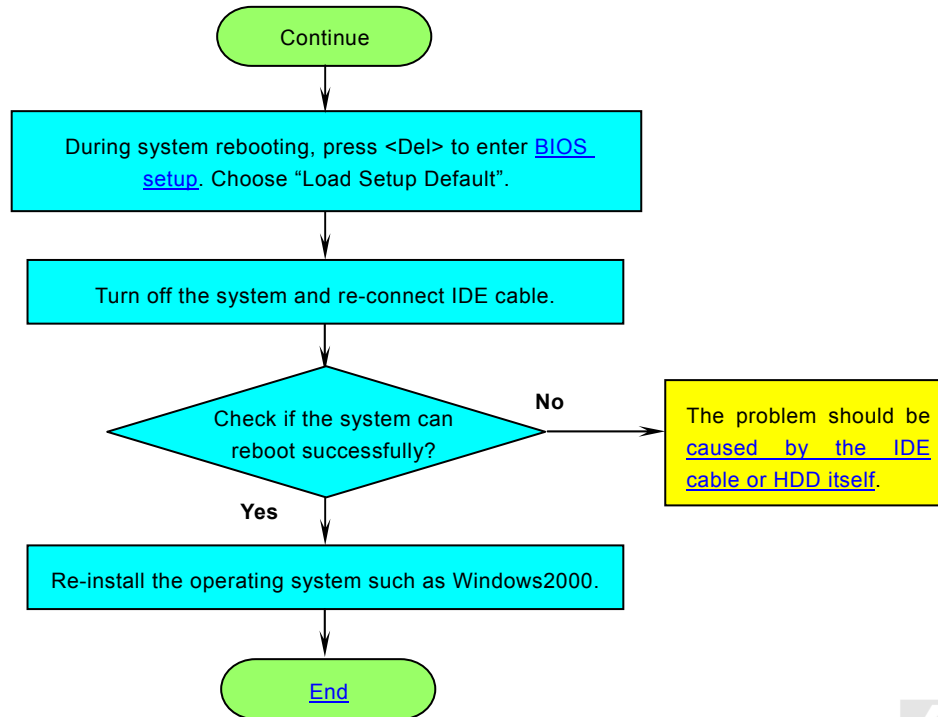 Continue
During system rebooting, press <Del> to enter BIOS
setup. Choose “Load Setup Default”.
Turn off the system and re-connect IDE cable.
Check if the system can
reboot successfully?
No
The problem should be
caused by the IDE
cable or HDD itself.
Yes
Re-install the operating system such as Windows2000.
End